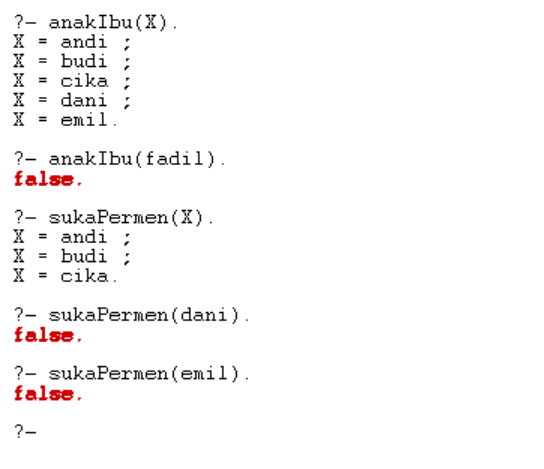 ?- anakIbu(X).
X = andi ;
X = budi ;
X = cika ;
X = dani ;
X = emil.
?- anakIbu(fadil).
false.
?- sukaPermen(X).
X = andi ;
X = budi ;
X = cika.
?- sukaPermen(dani).
false.
?- sukaPermen(emil).
false.
?-